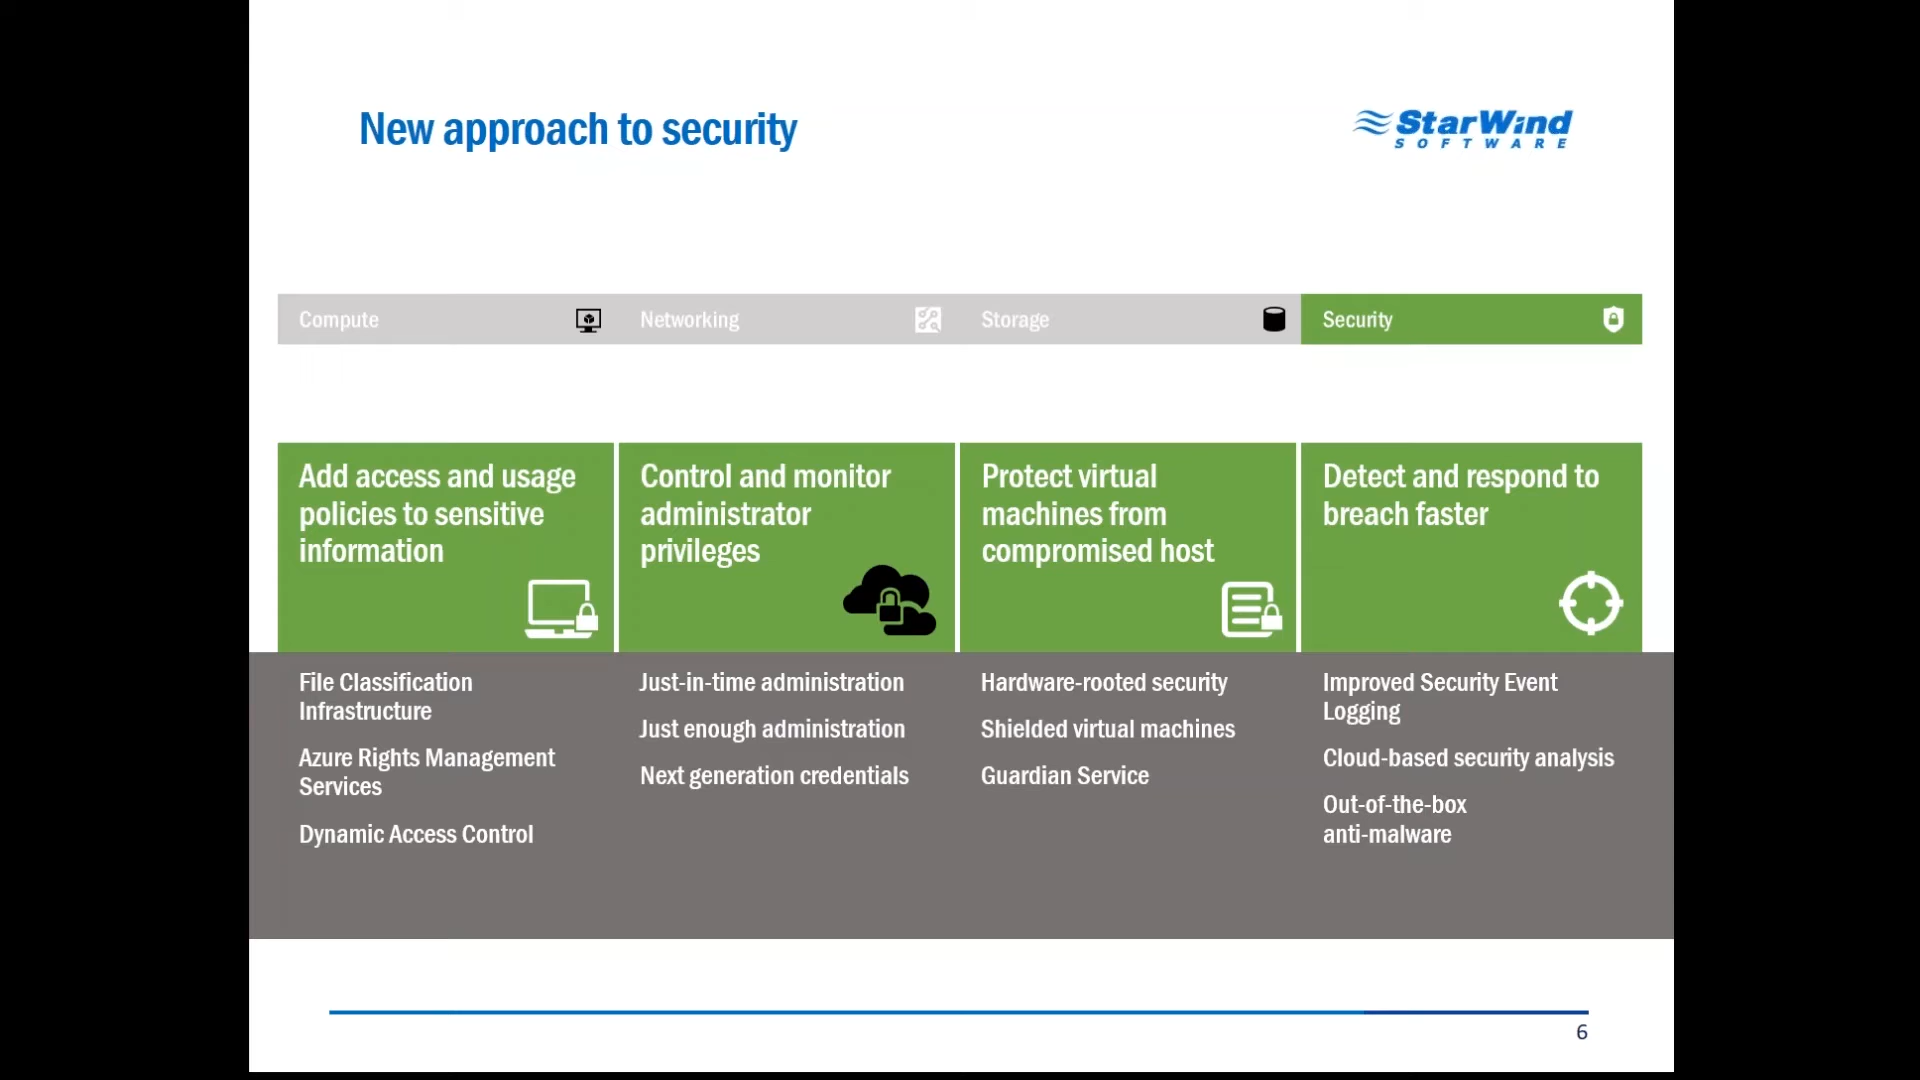 New approach to security
StarWind
SOFTWARE
Compute
Networking
Storage
Security
Add access and usage
policies to sensitive
information
Control and monitor
administrator
privileges
Protect virtual
machines from
compromised host
Detect and respond to
breach faster
File Classification
Infrastructure
Azure Rights Management
Services
Dynamic Access Control
Just-in-time administration
Just enough administration
Next generation credentials
Hardware-rooted security
Shielded virtual machines
Guardian Service
Improved Security Event
Logging
Cloud-based security analysis
Out-of-the-box
anti-malware
6